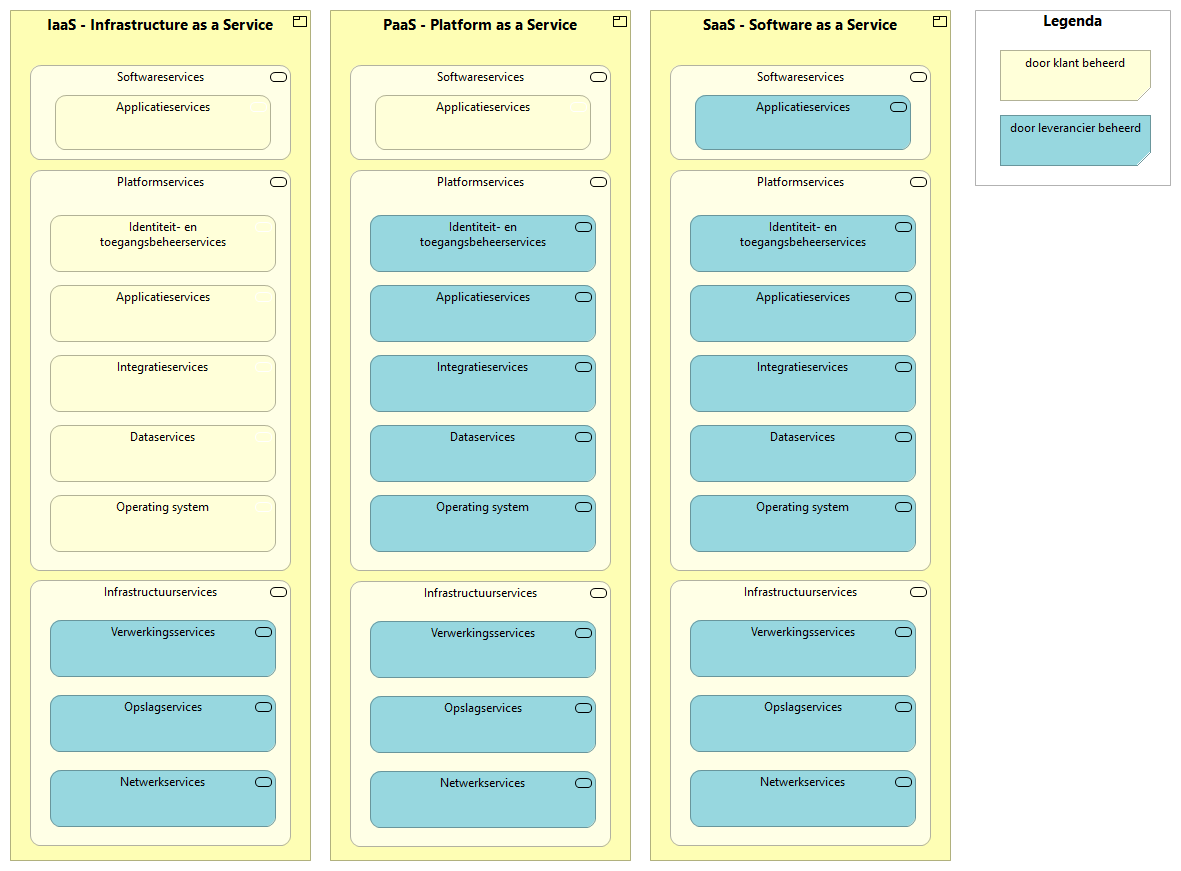 IaaS - Infrastructure as a Service
Softwareservices
Applicatieservices
Platformservices
Identiteit- en
toegangsbeheerservices
Applicatieservices
Integratieservices
Dataservices
Operating system
Infrastructuurservices
Verwerkingsservices
Opslagservices
Netwerkservices
PaaS - Platform as a Service
Softwareservices
Applicatieservices
Platformservices
Identiteit- en
toegangsbeheerservices
Applicatieservices
Integratieservices
Dataservices
Operating system
Infrastructuurservices
Verwerkingsservices
Opslagservices
Netwerkservices
SaaS - Software as a Service
Softwareservices
Applicatieservices
Platformservices
Identiteit- en
toegangsbeheerservices
Applicatieservices
Integratieservices
Dataservices
Operating system
Infrastructuurservices
Verwerkingsservices
Opslagservices
Netwerkservices
Legenda
door klant beheerd
door leverancier beheerd